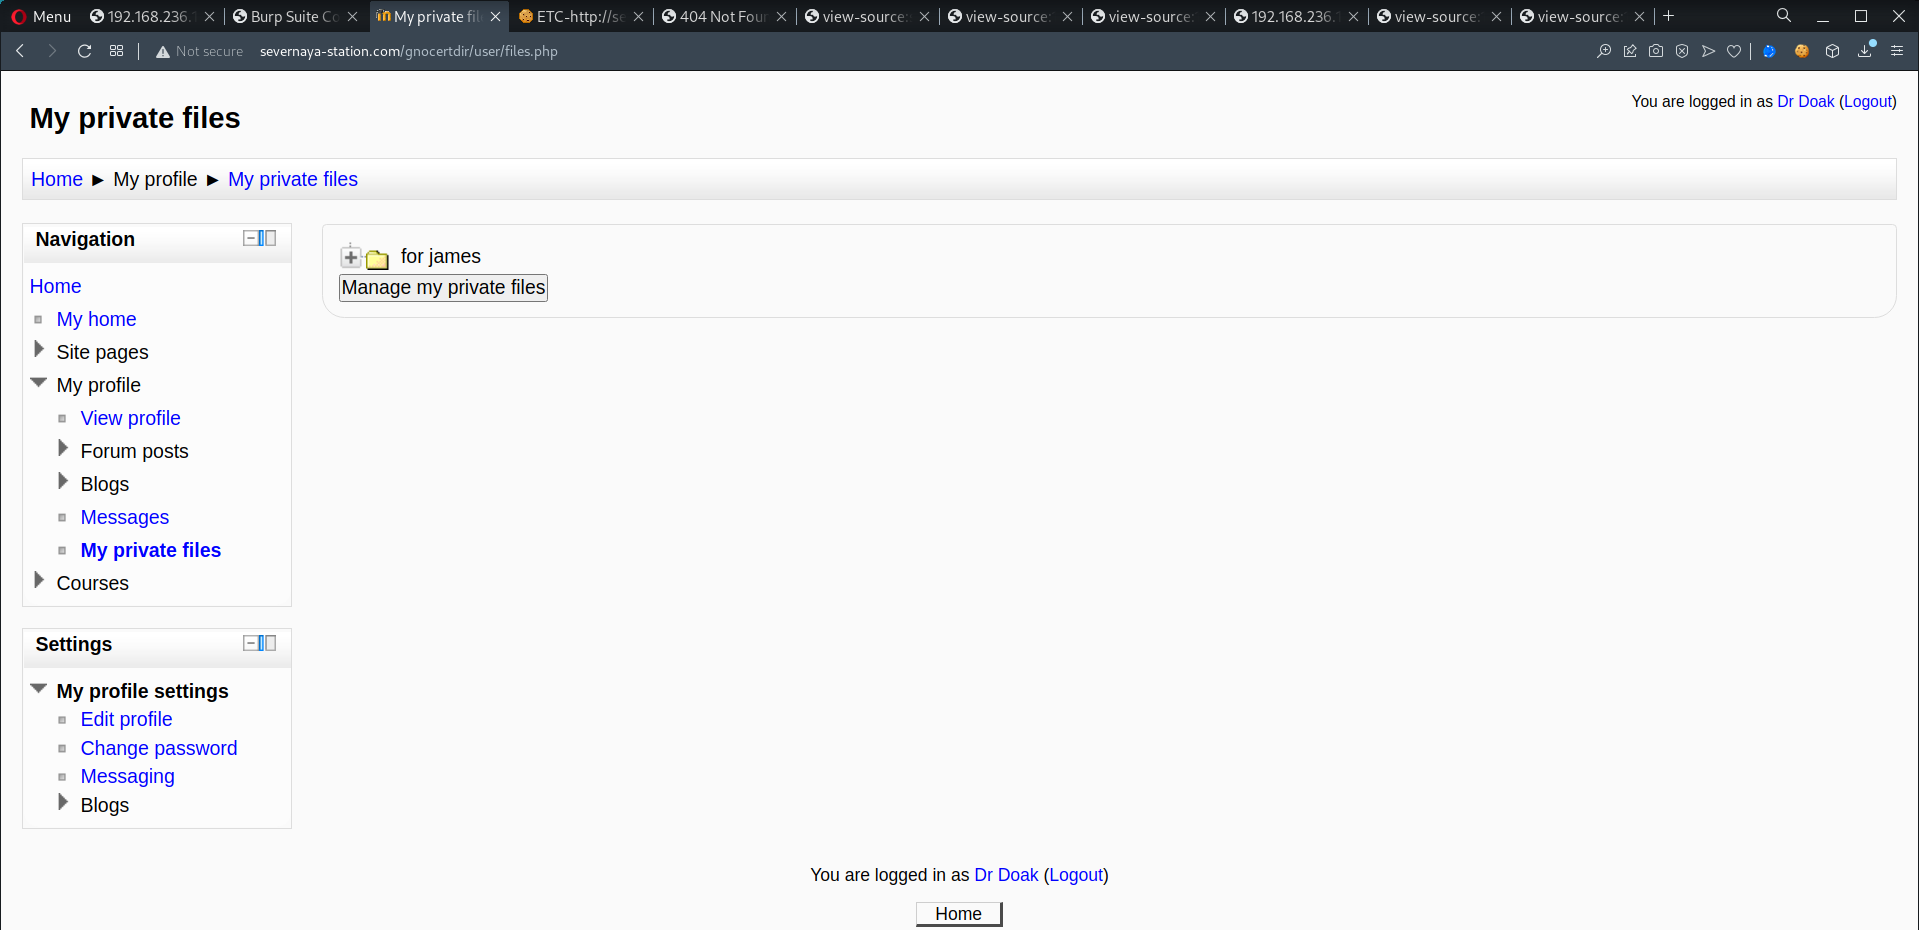 Menu
192.168.236.1
Burp Suite Co
My private fil
ETC-http://se
404 Not Foun
view-source:
view-source:
view-source:
192.168.236.1
view-source:
view-source:
Not secure severnaya-station.com/gnocertdir/user/files.php
My private files
You are logged in as Dr Doak (Logout)
Home ► My profile ► My private files
Navigation
Home
My home
Site pages
My profile
View profile
Forum posts
Blogs
Messages
My private files
Courses
for james
Manage my private files
Settings
My profile settings
Edit profile
Change password
Messaging
Blogs
You are logged in as Dr Doak (Logout)
Home